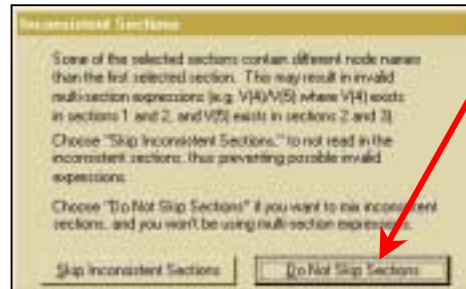 Inconsistent Sections
Some of the selected sections contain different node names
than the first selected section. This may result in invalid
multi-section expressions (e.g. V(4)/V(5) where V(4) exists
in sections 1 and 2, and V(5) exists in sections 2 and 3).
Choose "Skip Inconsistent Sections," to not read in the
inconsistent sections, thus preventing possible invalid
expressions.
Choose "Do Not Skip Sections" if you want to mix inconsistent
sections, and you won't be using multi-section expressions.
Skip Inconsistent Sections
Do Not Skip Sections